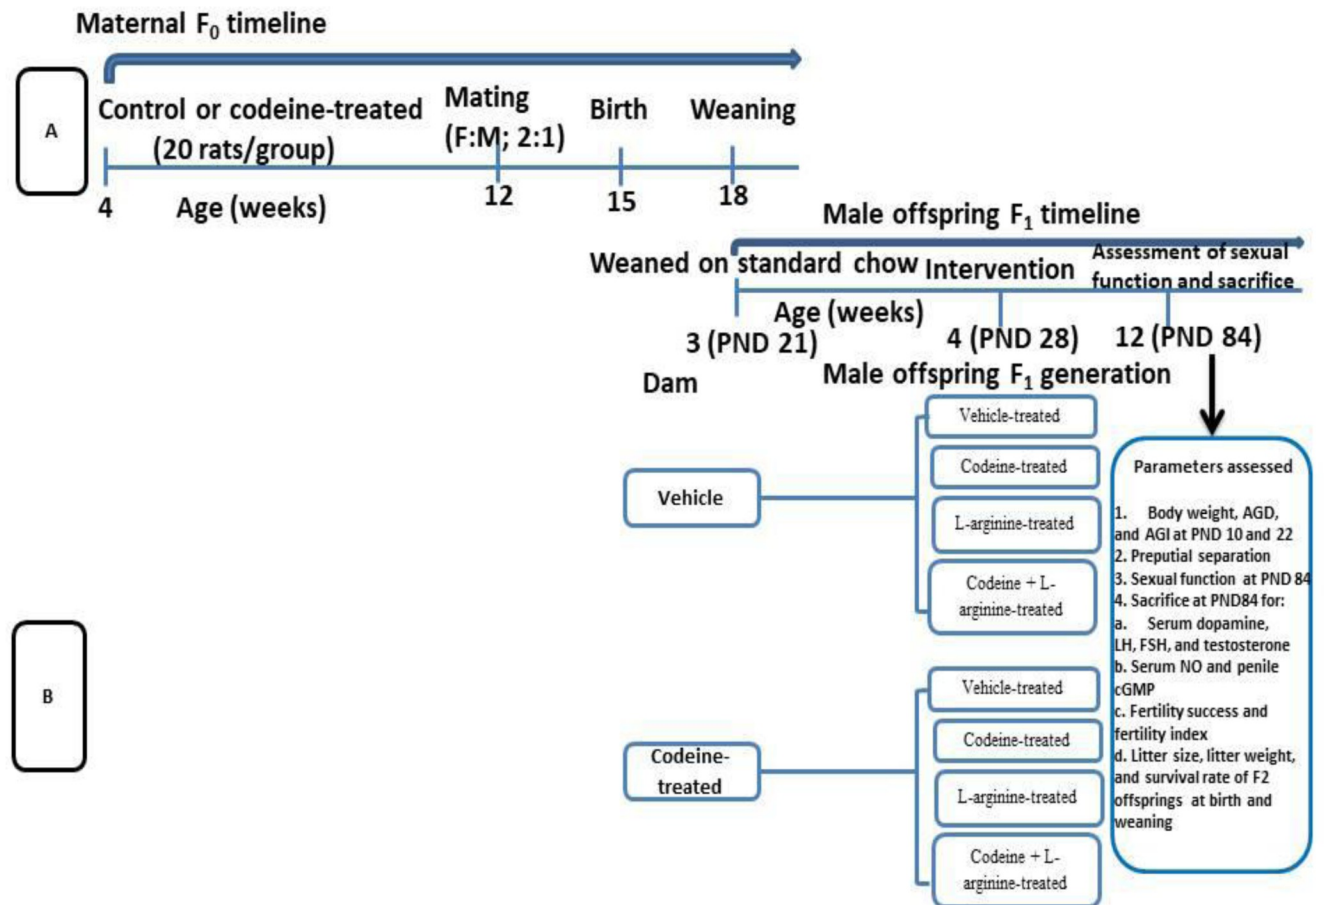 Maternal F₀ timeline
A
Control or codeine-treated
(20 rats/group)
Mating
(F:M; 2:1)
Birth
Weaning
4
Age (weeks)
12
15
18
Male offspring F₁ timeline
Weaned on standard chow
Intervention
Assessment of sexual
function and sacrifice
Age (weeks)
3 (PND 21)
4 (PND 28)
12 (PND 84)
Dam
Male offspring F₁ generation
B
Vehicle
Vehicle-treated
Codeine-treated
L-arginine-treated
Codeine + L-
arginine-treated
Codeine-
treated
Vehicle-treated
Codeine-treated
L-arginine-treated
Codeine + L-
arginine-treated
Parameters assessed
1. Body weight, AGD,
and AGI at PND 10 and 22
2. Preputial separation
3. Sexual function at PND 84
4. Sacrifice at PND84 for:
a. Serum dopamine,
LH, FSH, and testosterone
b. Serum NO and penile
cGMP
c. Fertility success and
fertility index
d. Litter size, litter weight,
and survival rate of F2
offsprings at birth and
weaning